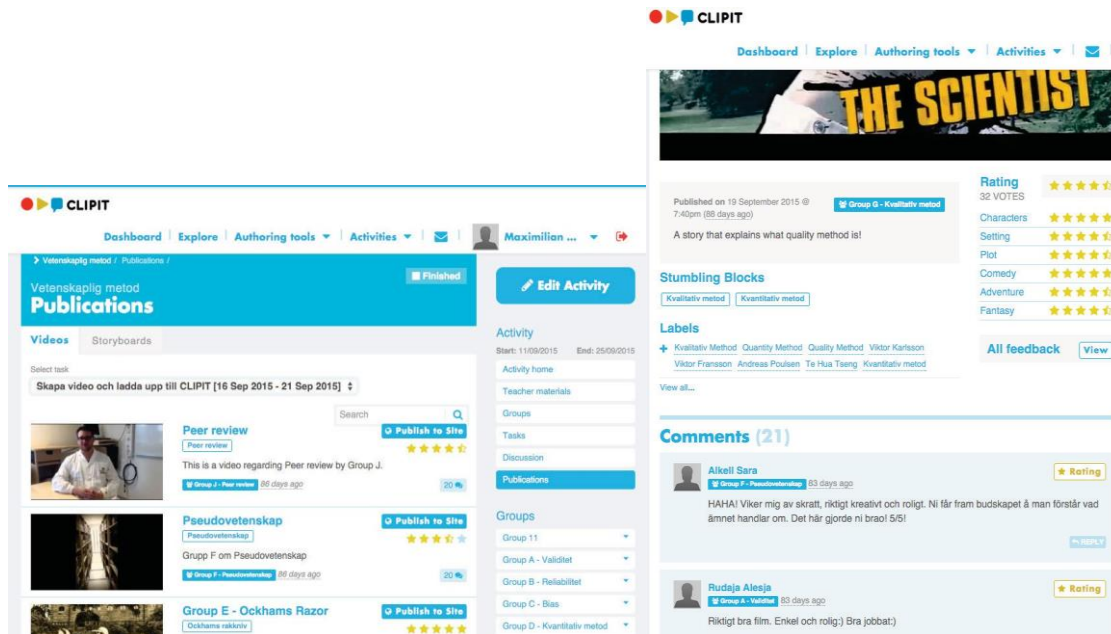 CLIPIT
Dashboard Explore Authoring tools Activities Maximilian ...
Vetenskaplig metod / Publications /
Finished
Vetenskaplig metod
Publications
Videos Storyboards
Select task
Skapa video och ladda upp till CLIPIT [16 Sep 2015 - 21 Sep 2015]
Search
Peer review
Publish to Site
Peer review
This is a video regarding Peer review by Group J.
Group J - Peer review 86 days ago
20
Pseudovetenskap
Publish to Site
Pseudovetenskap
Grupp F om Pseudovetenskap
Group F - Pseudovetenskap 86 days ago
20
Group E - Ockhams Razor
Publish to Site
Ockhams rakkniv
Edit Activity
Activity
Start: 11/09/2015 End: 25/09/2015
Activity home
Teacher materials
Groups
Tasks
Discussion
Publications
Groups
Group 11
Group A - Validitet
Group B - Reliabilitet
Group C - Bias
Group D - Kvantitativ metod
CLIPIT
Dashboard Explore Authoring tools Activities
THE SCIENTIST
Published on 19 September 2015 @
7:40pm (88 days ago)
Group G - Kvalitativ metod
A story that explains what quality method is!
Rating
32 VOTES
Characters
Setting
Plot
Comedy
Adventure
Fantasy
All feedback View
Stumbling Blocks
Kvalitativ metod Kvantitativ metod
Labels
+ Kvalitativ Method Quantity Method Quality Method Viktor Karlsson
Viktor Fransson Andreas Poulsen Te Hua Tseng Kvantitativ metod
View all...
Comments (21)
Alkell Sara
Rating
Group F - Pseudovetenskap 83 days ago
HAHA! Viker mig av skratt, riktigt kreativt och roligt. Ni får fram budskapet å man förstår vad
ämnet handlar om. Det här gjorde ni brao! 5/5!
REPLY
Rudaja Alesja
Rating
Group A - Validitet 83 days ago
Riktigt bra film. Enkel och rolig:) Bra jobbat:)